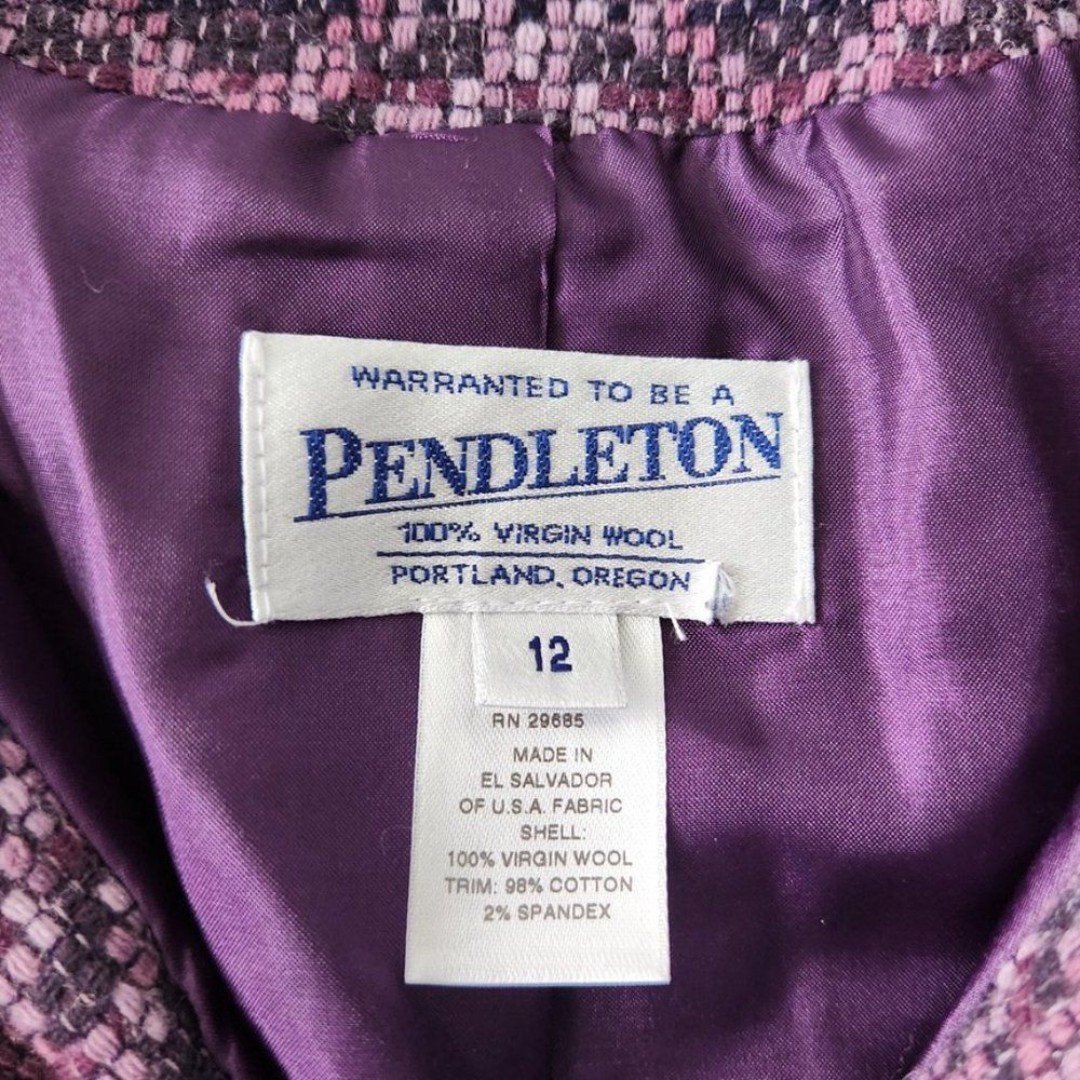 WARRANTED TO BE A
PENDLETON
100% VIRGIN WOOL
PORTLAND, OREGON
12
RN 29685
MADE IN
EL SALVADOR
OF U.S.A. FABRIC
SHELL:
100% VIRGIN WOOL
TRIM: 98% COTTON
2% SPANDEX